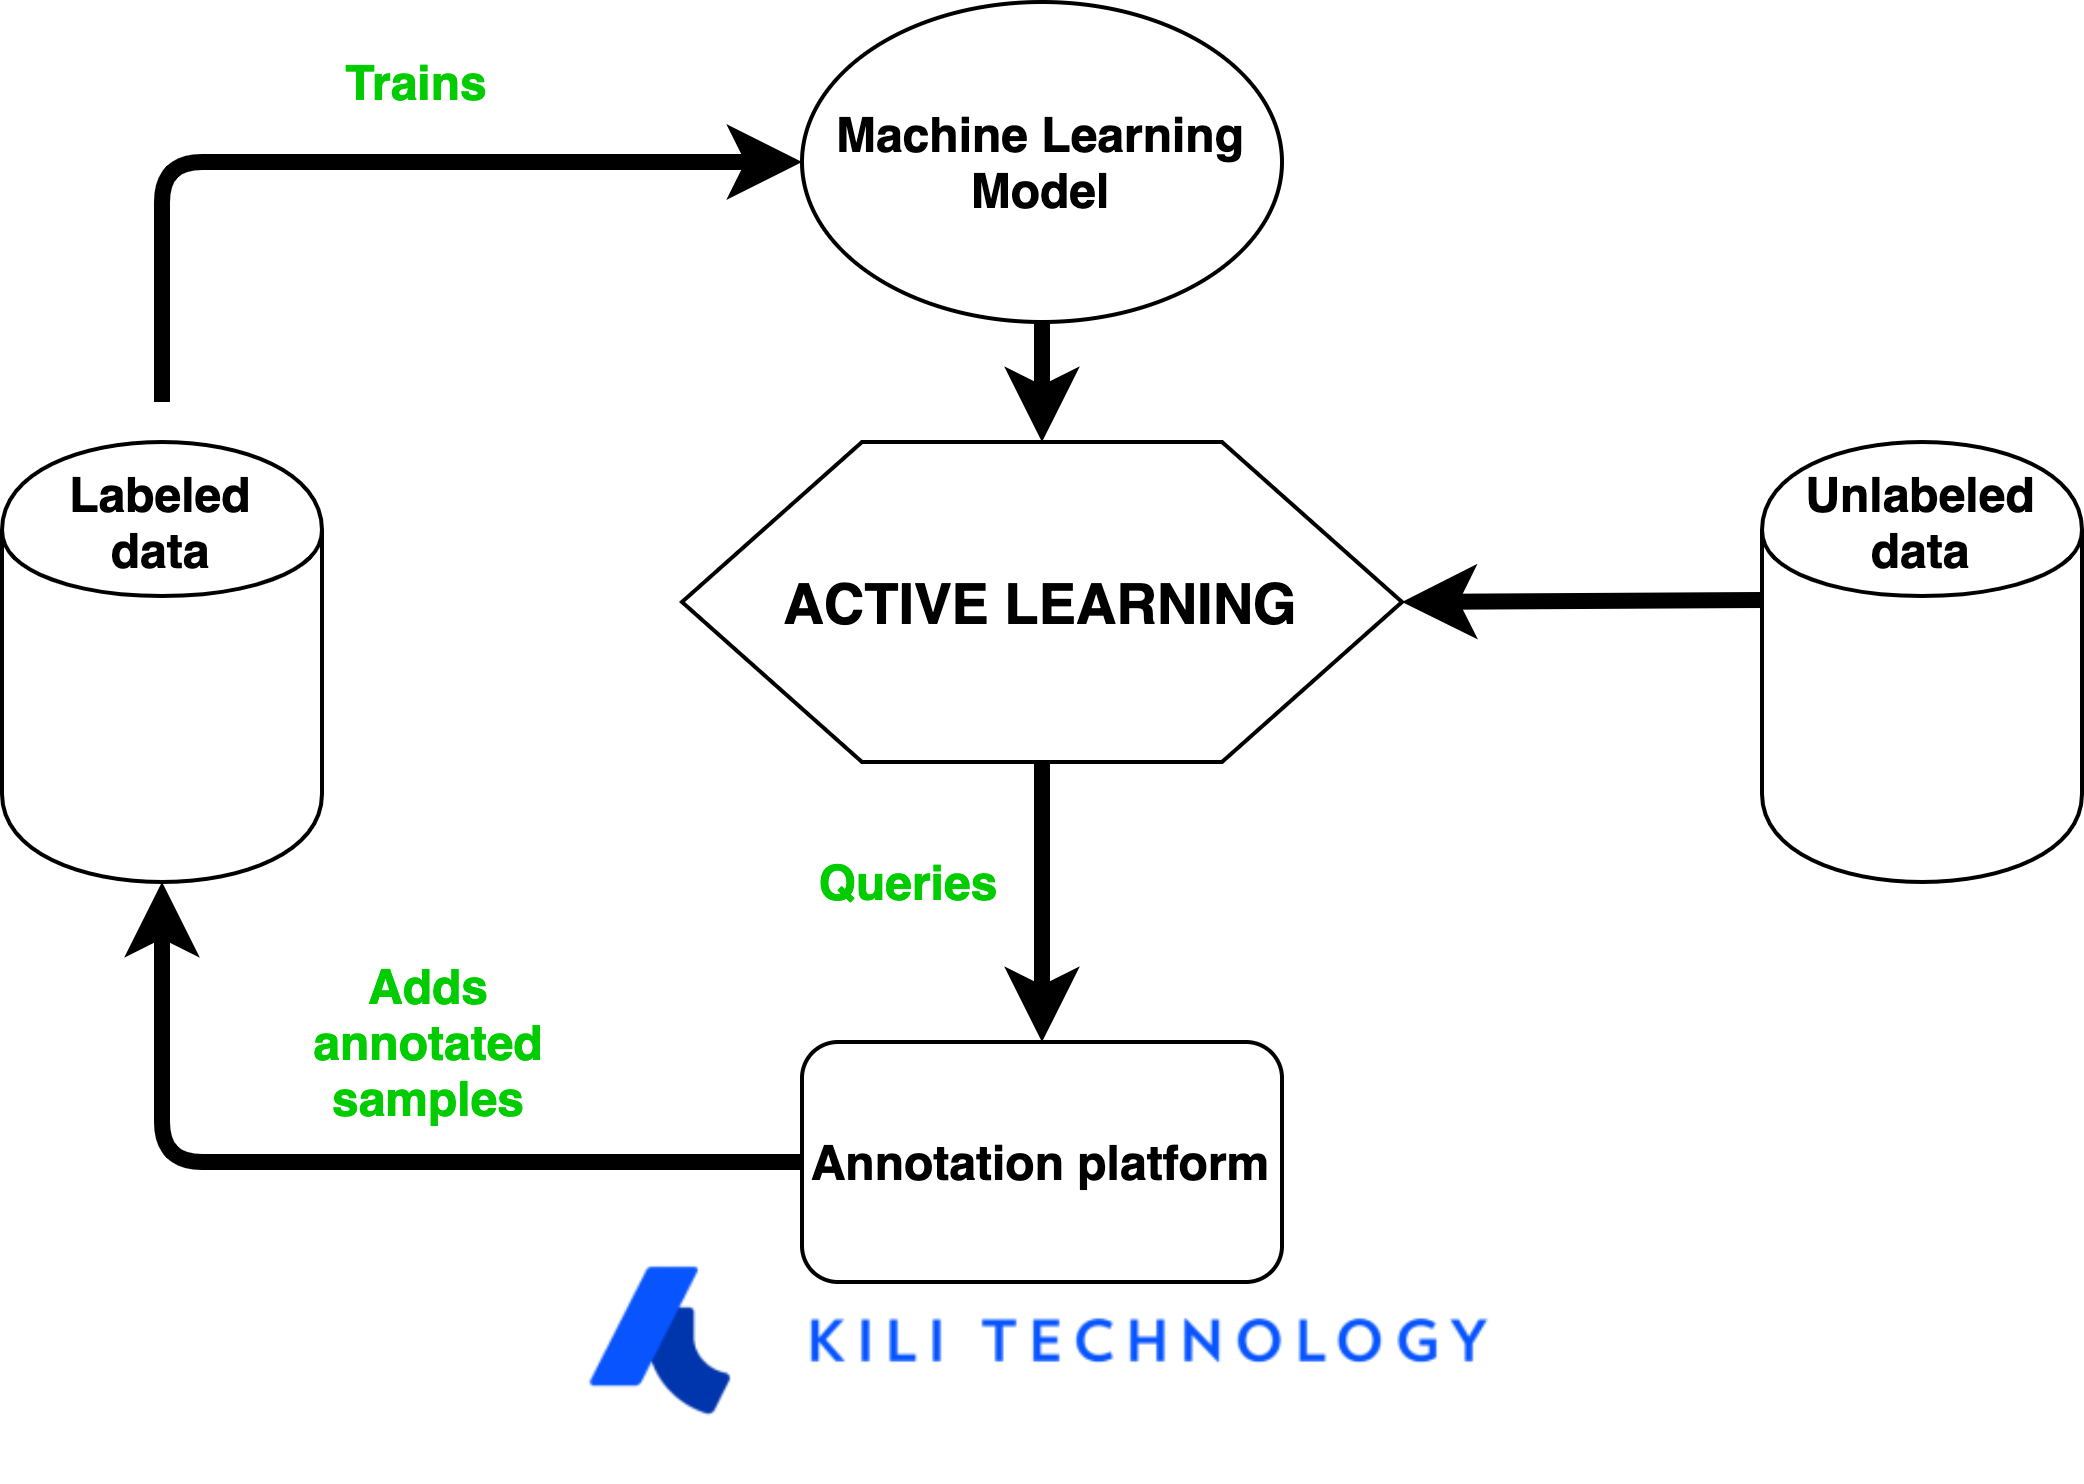 Trains
Machine Learning
Model
Labeled
data
ACTIVE LEARNING
Unlabeled
data
Queries
Adds
annotated
samples
Annotation platform
KILI TECHNOLOGY